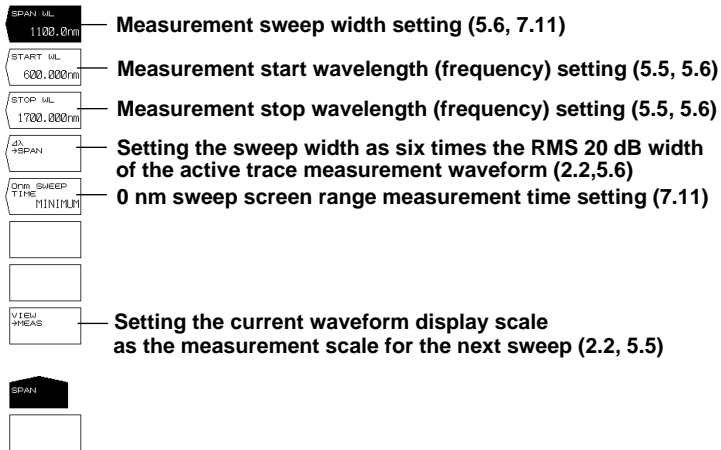 SPAN WL
1100.0nm
Measurement sweep width setting (5.6, 7.11)
START WL
600.000nm
Measurement start wavelength (frequency) setting (5.5, 5.6)
STOP WL
1700.000nm
Measurement stop wavelength (frequency) setting (5.5, 5.6)
Δλ
→SPAN
Setting the sweep width as six times the RMS 20 dB width
of the active trace measurement waveform (2.2,5.6)
0nm SWEEP
TIME
MINIMUM
0 nm sweep screen range measurement time setting (7.11)
VIEW
→MEAS
Setting the current waveform display scale
as the measurement scale for the next sweep (2.2, 5.5)
SPAN